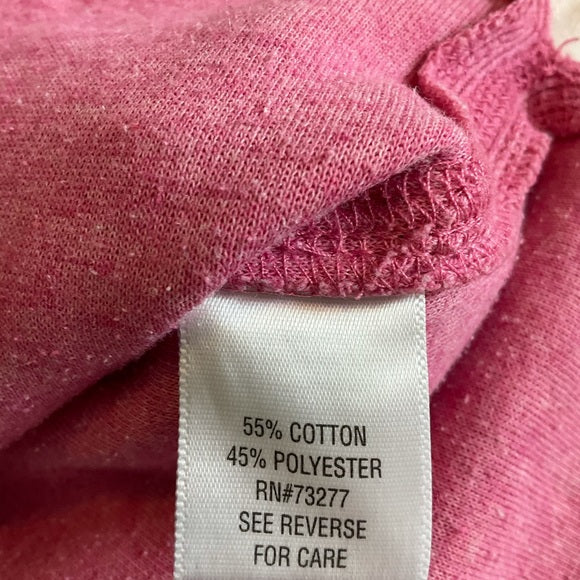 55% COTTON
45% POLYESTER
RN#73277
SEE REVERSE
FOR CARE